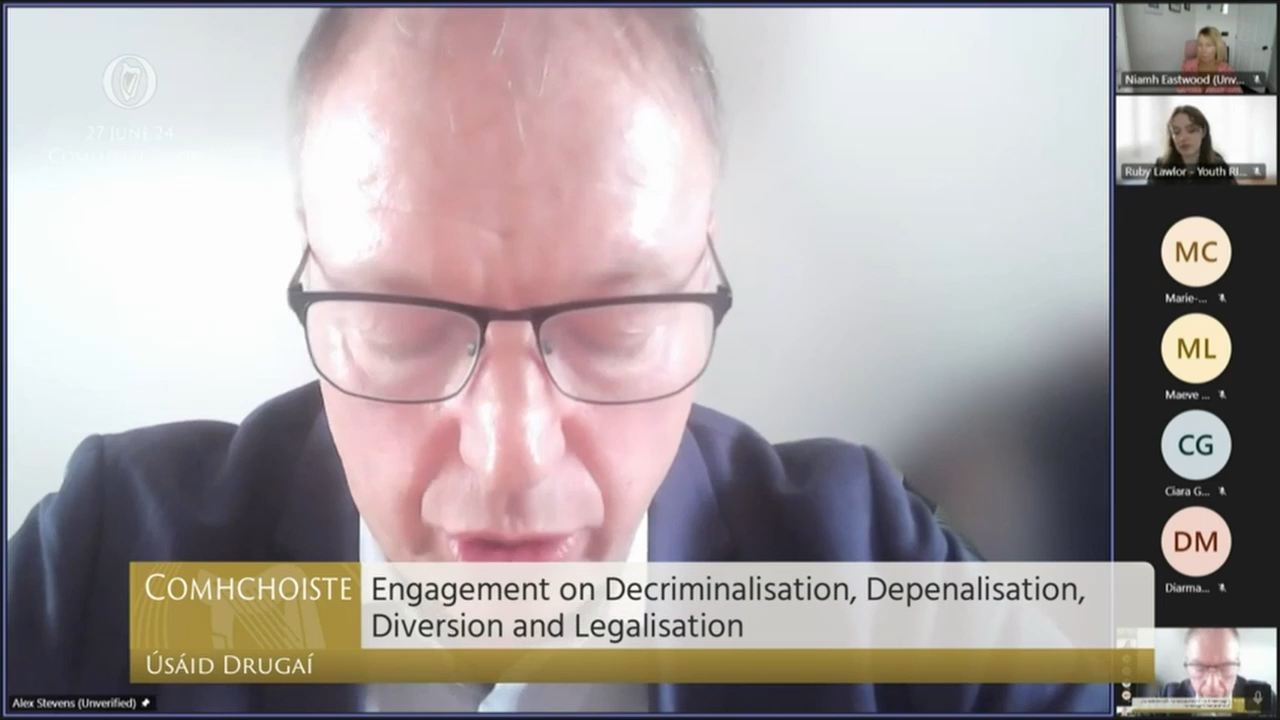 27 June 24
Niamh Eastwood (Unv...
Ruby Lawlor - Youth RI...
MC
Marie-...
ML
Maeve ...
CG
Ciara G...
DM
Diarma...
Comhchoiste
Engagement on Decriminalisation, Depenalisation,
Diversion and Legalisation
Úsáid Drugaí
Alex Stevens (Unverified)